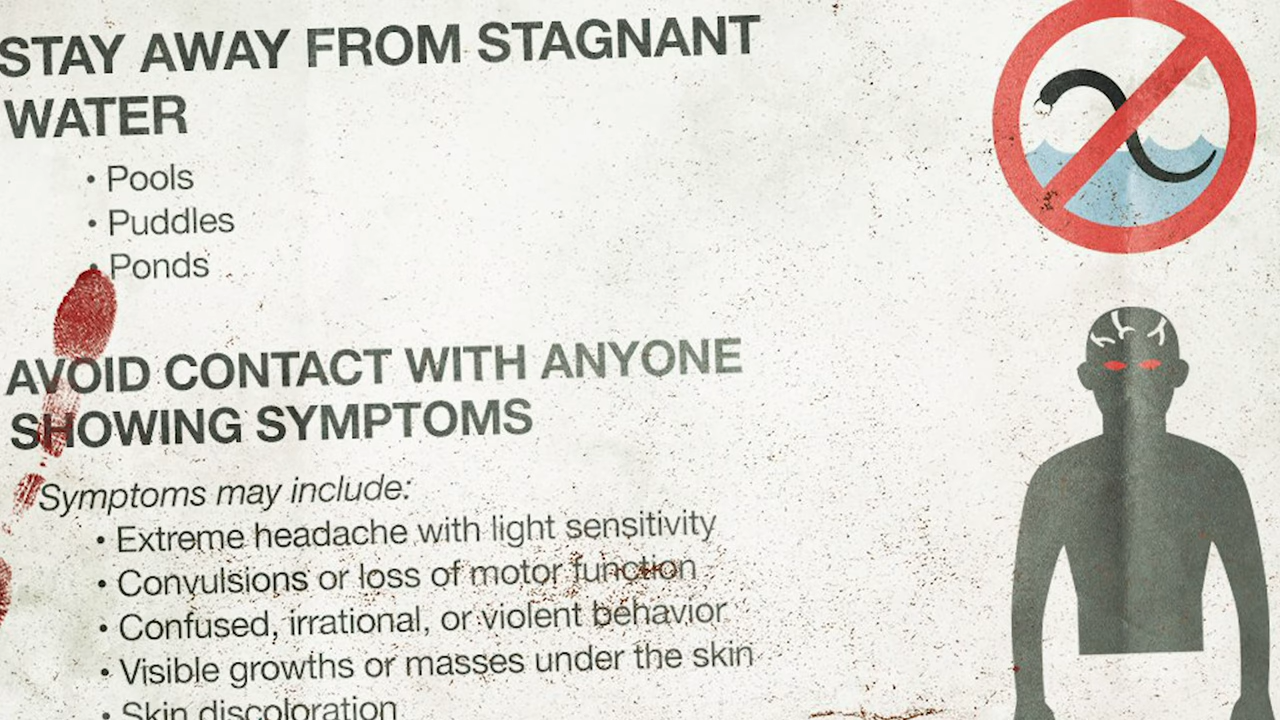 STAY AWAY FROM STAGNANT
WATER
• Pools
• Puddles
• Ponds
AVOID CONTACT WITH ANYONE
SHOWING SYMPTOMS
Symptoms may include:
• Extreme headache with light sensitivity
• Convulsions or loss of motor function
• Confused, irrational, or violent behavior
• Visible growths or masses under the skin
• Skin discoloration